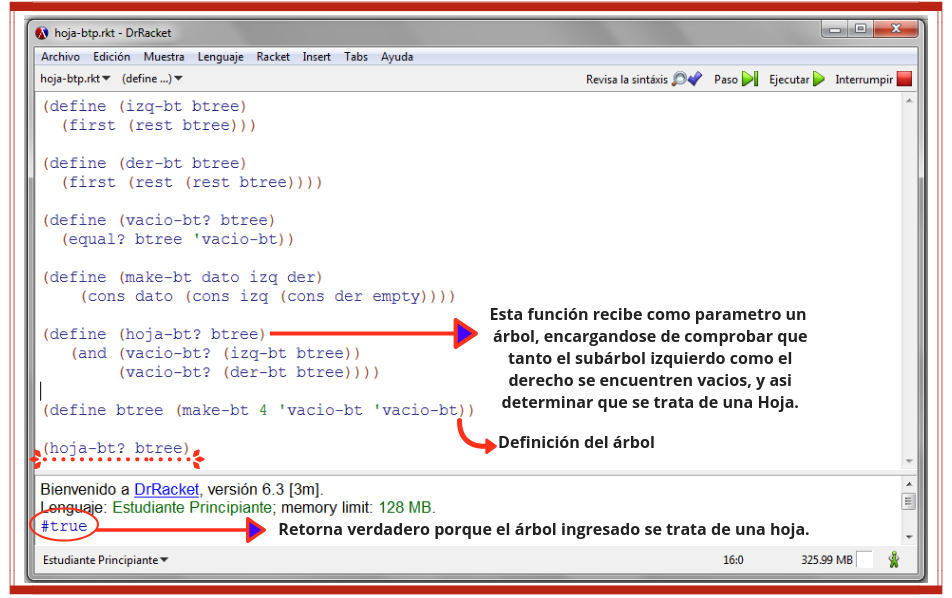 hoja-btp.rkt - DrRacket
Archivo Edición Muestra Lenguaje Racket Insert Tabs Ayuda
hoja-btp.rkt (define ...) Revisa la sintáxis Paso Ejecutar Interrumpir
(define (izq-bt btree)
(first (rest btree)))
(define (der-bt btree)
(first (rest (rest btree))))
(define (vacio-bt? btree)
(equal? btree 'vacio-bt))
(define (make-bt dato izq der)
(cons dato (cons izq (cons der empty))))
(define (hoja-bt? btree)
(and (vacio-bt? (izq-bt btree))
(vacio-bt? (der-bt btree))))
Esta función recibe como parametro un
árbol, encargandose de comprobar que
tanto el subárbol izquierdo como el
derecho se encuentren vacios, y asi
determinar que se trata de una Hoja.
(define btree (make-bt 4 'vacio-bt 'vacio-bt))
Definición del árbol
(hoja-bt? btree)
Bienvenido a DrRacket, versión 6.3 [3m].
Lenguaje: Estudiante Principiante; memory limit: 128 MB.
#true
Retorna verdadero porque el árbol ingresado se trata de una hoja.
Estudiante Principiante 16:0 325.99 MB